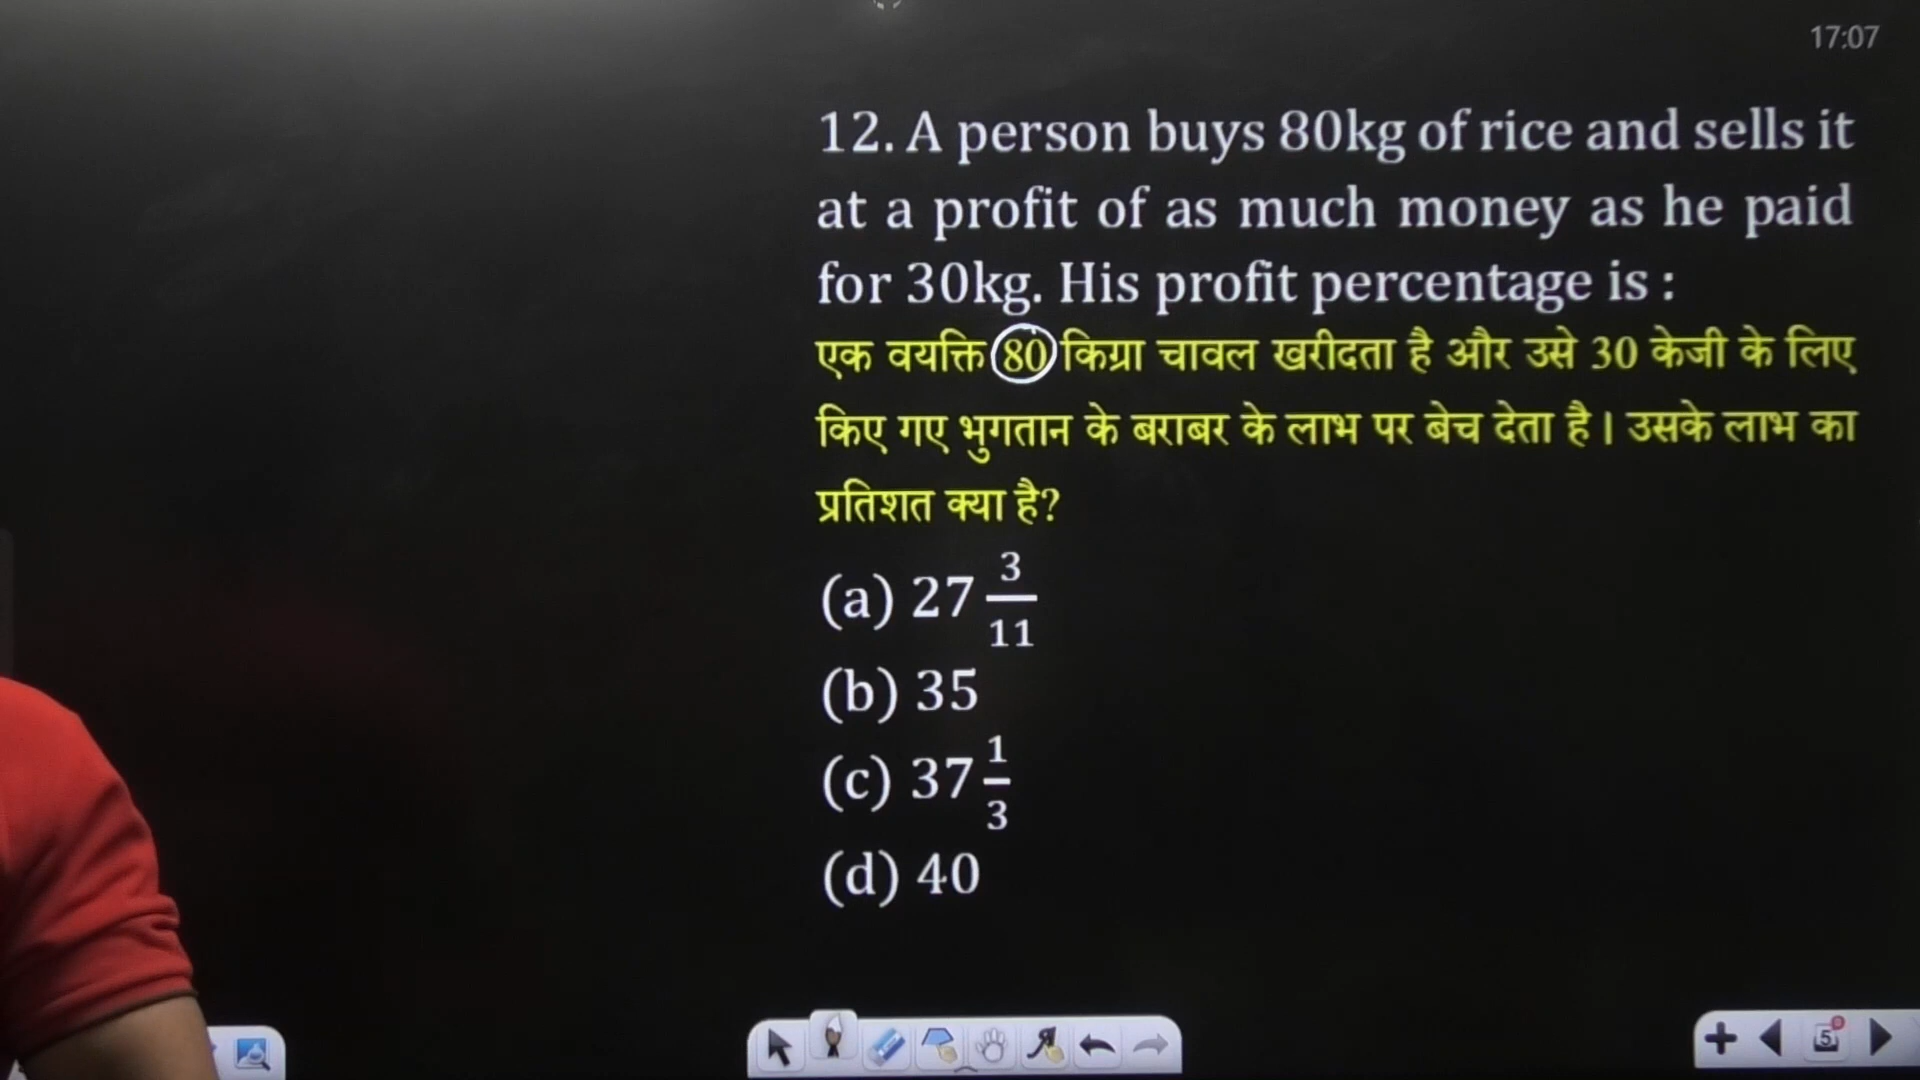 17:07
12. A person buys 80kg of rice and sells it
at a profit of as much money as he paid
for 30kg. His profit percentage is :
एक वयक्ति 80 किग्रा चावल खरीदता है और उसे 30 केजी के लिए
किए गए भुगतान के बराबर के लाभ पर बेच देता है। उसके लाभ का
प्रतिशत क्या है?
(a) 27 3/11
(b) 35
(c) 37 1/3
(d) 40
5